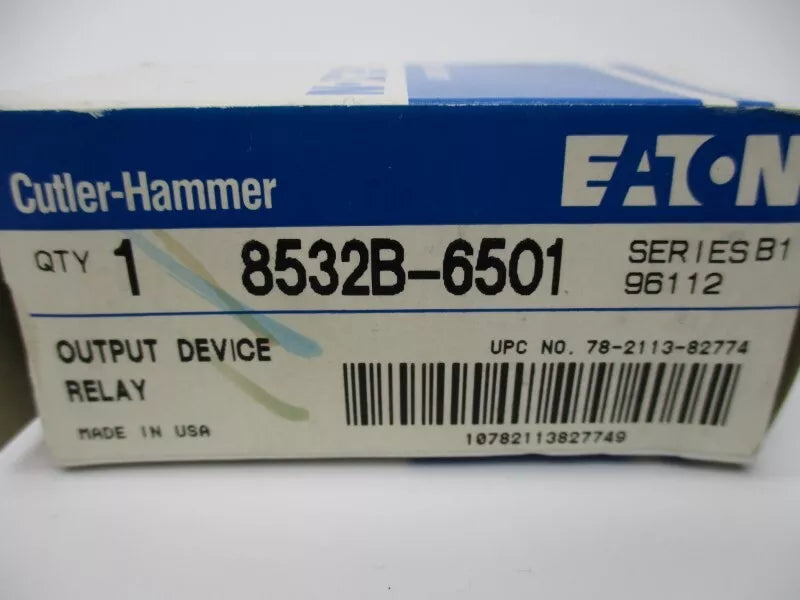 Cutler-Hammer EATON
QTY 1 8532B-6501 SERIES B1
96112
OUTPUT DEVICE
RELAY
UPC NO. 78-2113-82774
MADE IN USA
10782113827749